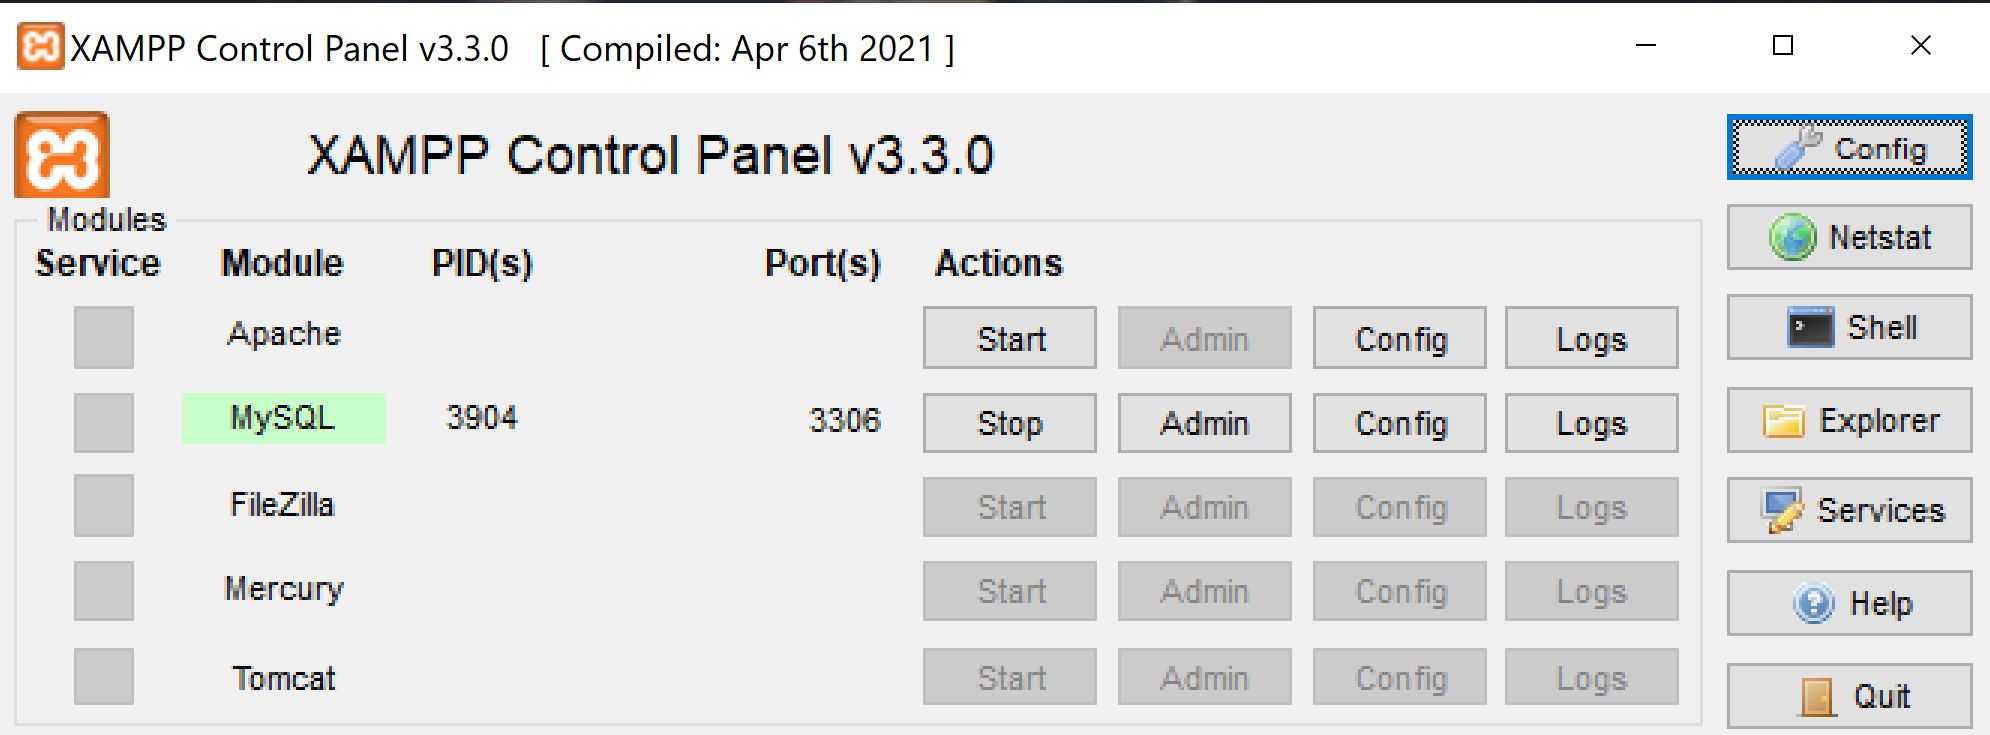 XAMPP Control Panel v3.3.0 [ Compiled: Apr 6th 2021 ]
XAMPP Control Panel v3.3.0
Config
Modules
Service Module PID(s) Port(s) Actions
Netstat
Apache Start Admin Config Logs
Shell
MySQL 3904 3306 Stop Admin Config Logs
Explorer
FileZilla Start Admin Config Logs
Services
Mercury Start Admin Config Logs
Help
Tomcat Start Admin Config Logs
Quit